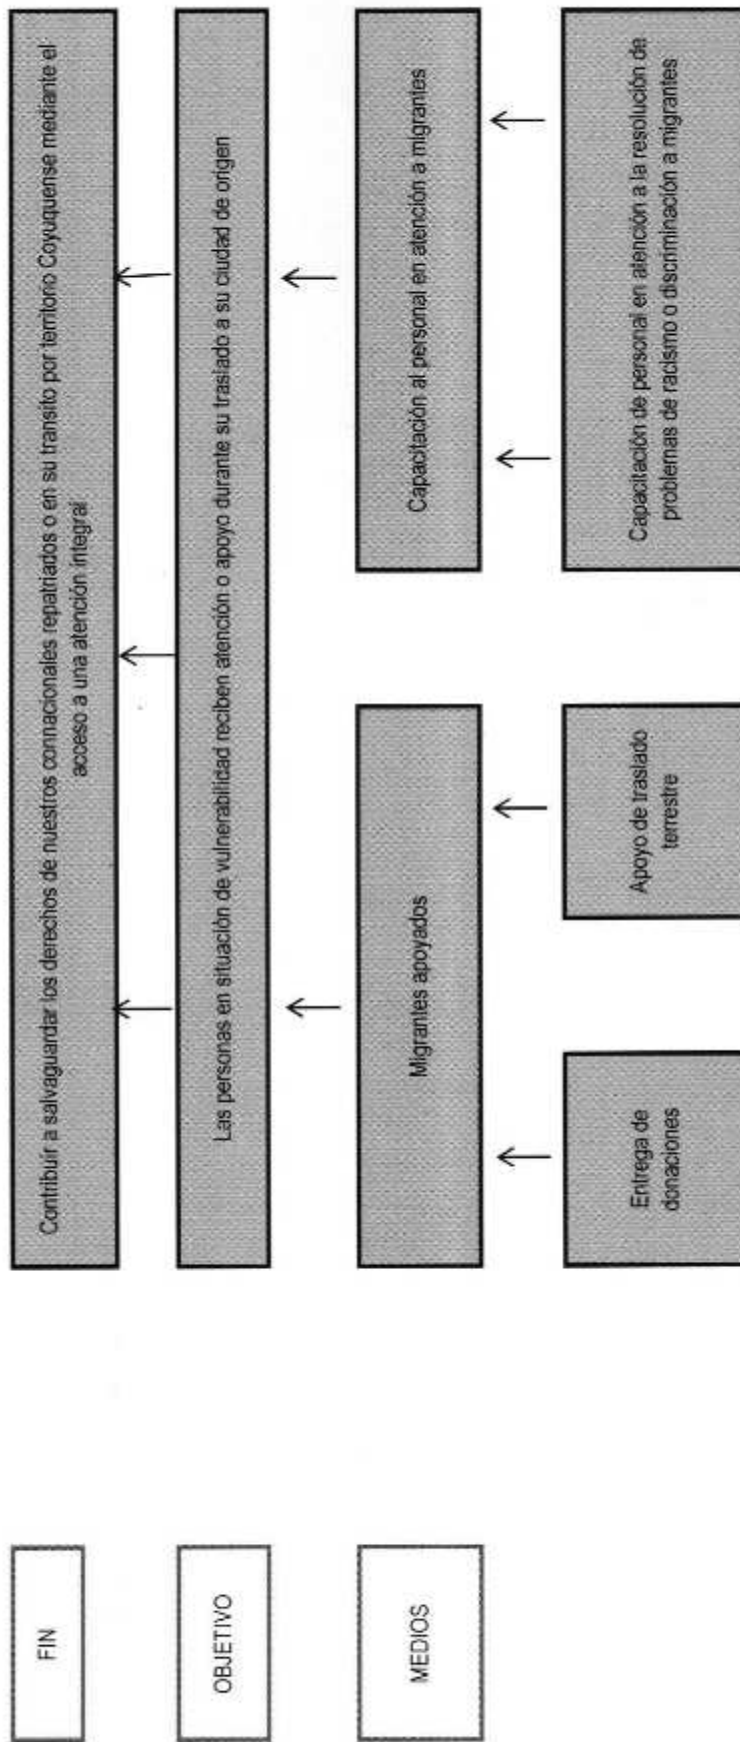 FIN
Contribuir a salvaguardar los derechos de nuestros connacionales repatriados o en su transito por territorio Coyuquense mediante el
acceso a una atención integral
OBJETIVO
Las personas en situación de vulnerabilidad reciben atención o apoyo durante su traslado a su ciudad de origen
MEDIOS
Migrantes apoyados
Capacitación al personal en atención a migrantes
Entrega de
donaciones
Apoyo de traslado
terrestre
Capacitación de personal en atención a la resolución de
problemas de racismo o discriminación a migrantes